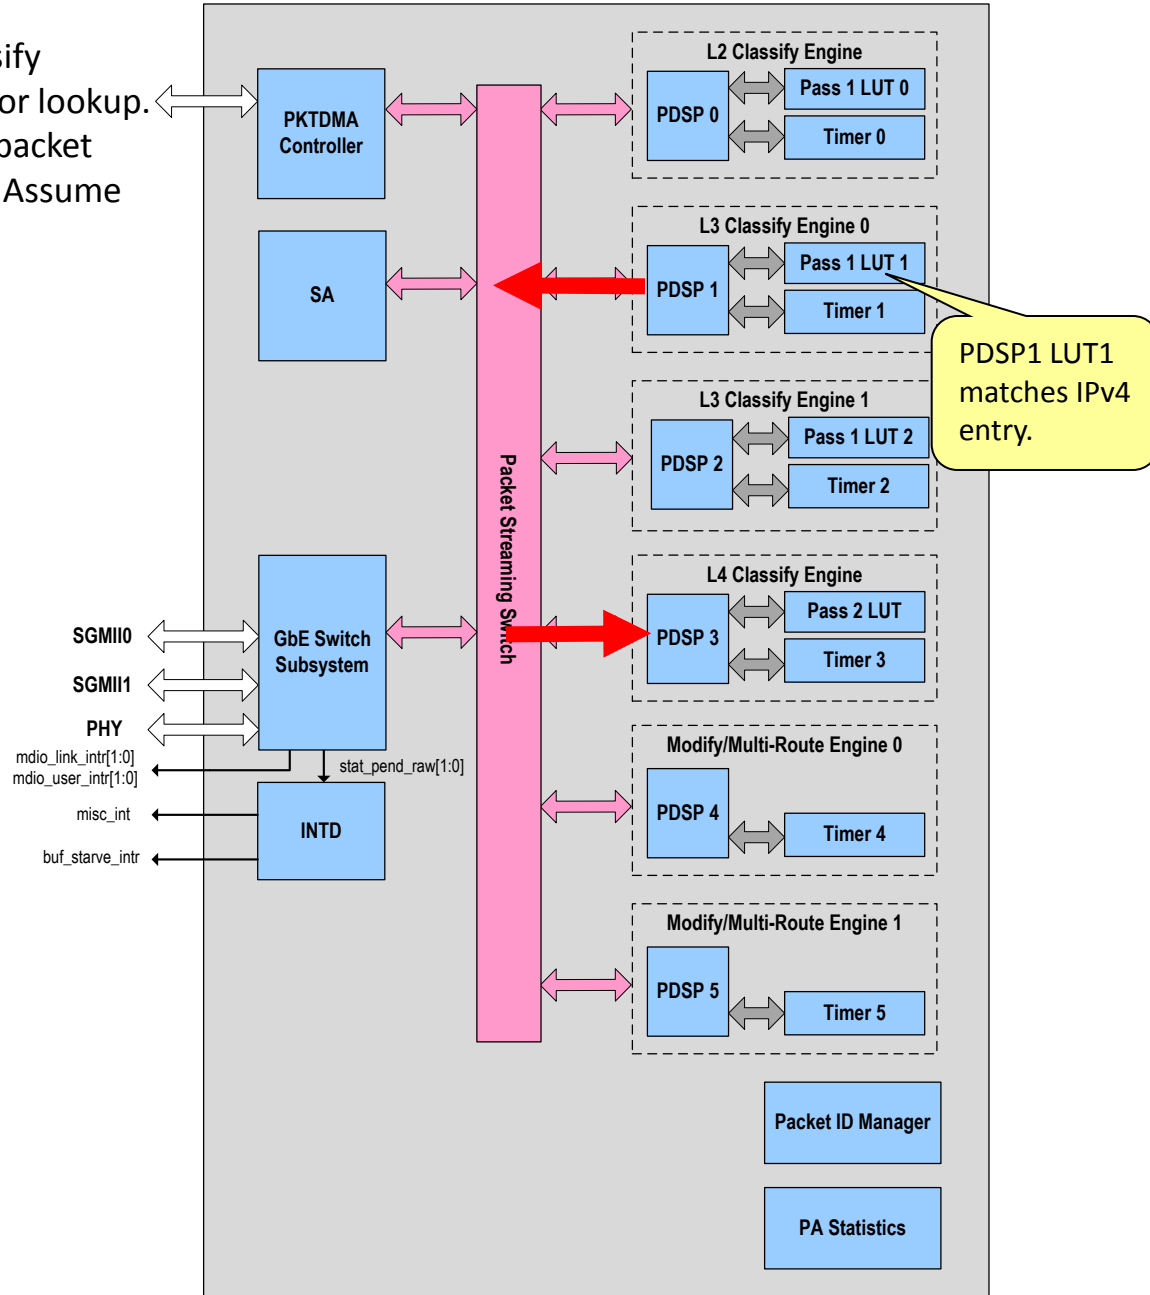 sify
or lookup.
packet
Assume
PKTDMA
Controller
SA
GbE Switch
Subsystem
INTD
SGMII0
SGMII1
PHY
mdio_link_intr[1:0]
mdio_user_intr[1:0]
stat_pend_raw[1:0]
misc_int
buf_starve_intr
Packet Streaming Switch
L2 Classify Engine
PDSP 0
Pass 1 LUT 0
Timer 0
L3 Classify Engine 0
PDSP 1
Pass 1 LUT 1
Timer 1
PDSP1 LUT1
matches IPv4
entry.
L3 Classify Engine 1
PDSP 2
Pass 1 LUT 2
Timer 2
L4 Classify Engine
PDSP 3
Pass 2 LUT
Timer 3
Modify/Multi-Route Engine 0
PDSP 4
Timer 4
Modify/Multi-Route Engine 1
PDSP 5
Timer 5
Packet ID Manager
PA Statistics